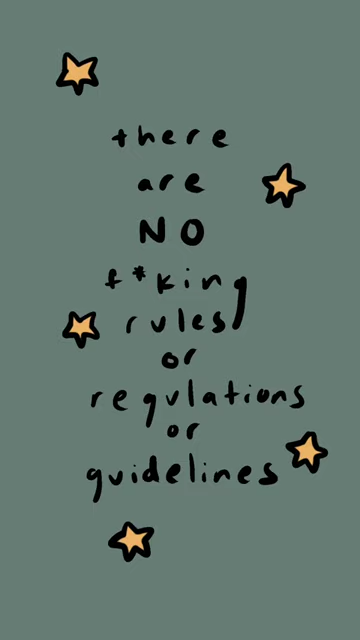 there
are
NO
f*king
rules
or
regulations
or
guidelines